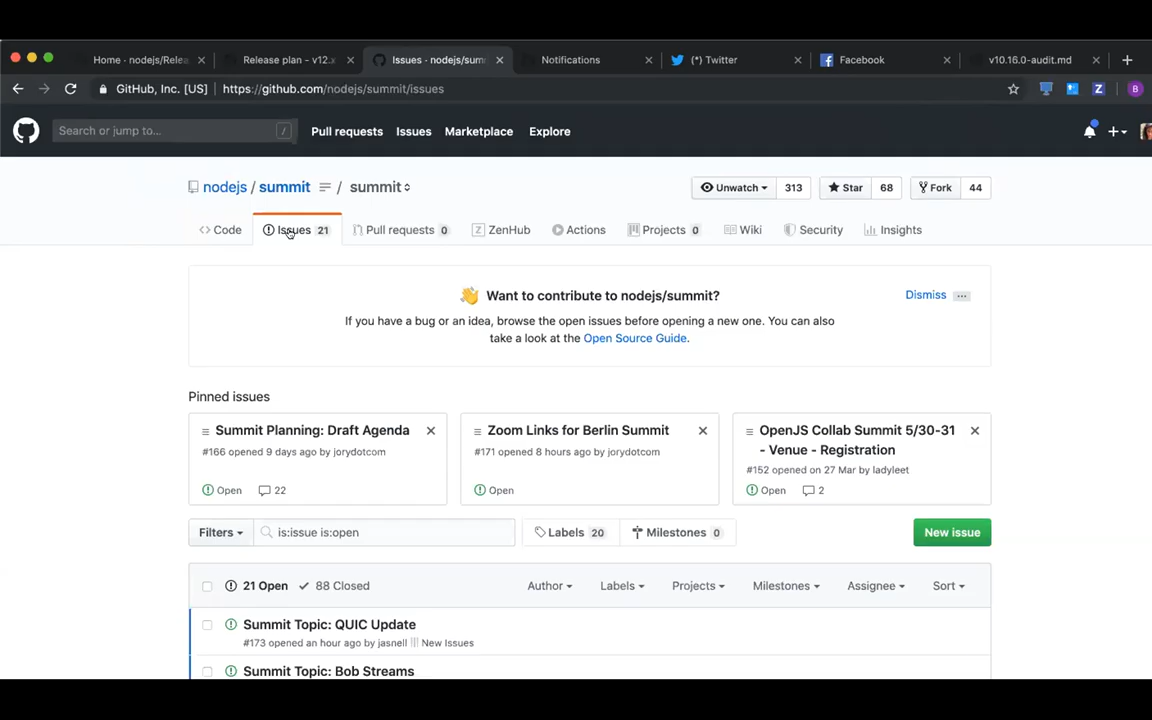 Home · nodejs/Relea
Release plan - v12.x
Issues · nodejs/sum
Notifications
(*) Twitter
Facebook
v10.16.0-audit.md
GitHub, Inc. [US]
https://github.com/nodejs/summit/issues
Z
B
Search or jump to...
/
Pull requests
Issues
Marketplace
Explore
nodejs / summit / summit
Unwatch 313
Star 68
Fork 44
Code
Issues 21
Pull requests 0
ZenHub
Actions
Projects 0
Wiki
Security
Insights
Want to contribute to nodejs/summit?
Dismiss ...
If you have a bug or an idea, browse the open issues before opening a new one. You can also
take a look at the Open Source Guide.
Pinned issues
Summit Planning: Draft Agenda
#166 opened 9 days ago by jorydotcom
Open 22
Zoom Links for Berlin Summit
#171 opened 8 hours ago by jorydotcom
Open
OpenJS Collab Summit 5/30-31
- Venue - Registration
#152 opened on 27 Mar by ladyleet
Open 2
Filters
is:issue is:open
Labels 20
Milestones 0
New issue
21 Open
88 Closed
Author
Labels
Projects
Milestones
Assignee
Sort
Summit Topic: QUIC Update
#173 opened an hour ago by jasnell New Issues
Summit Topic: Bob Streams